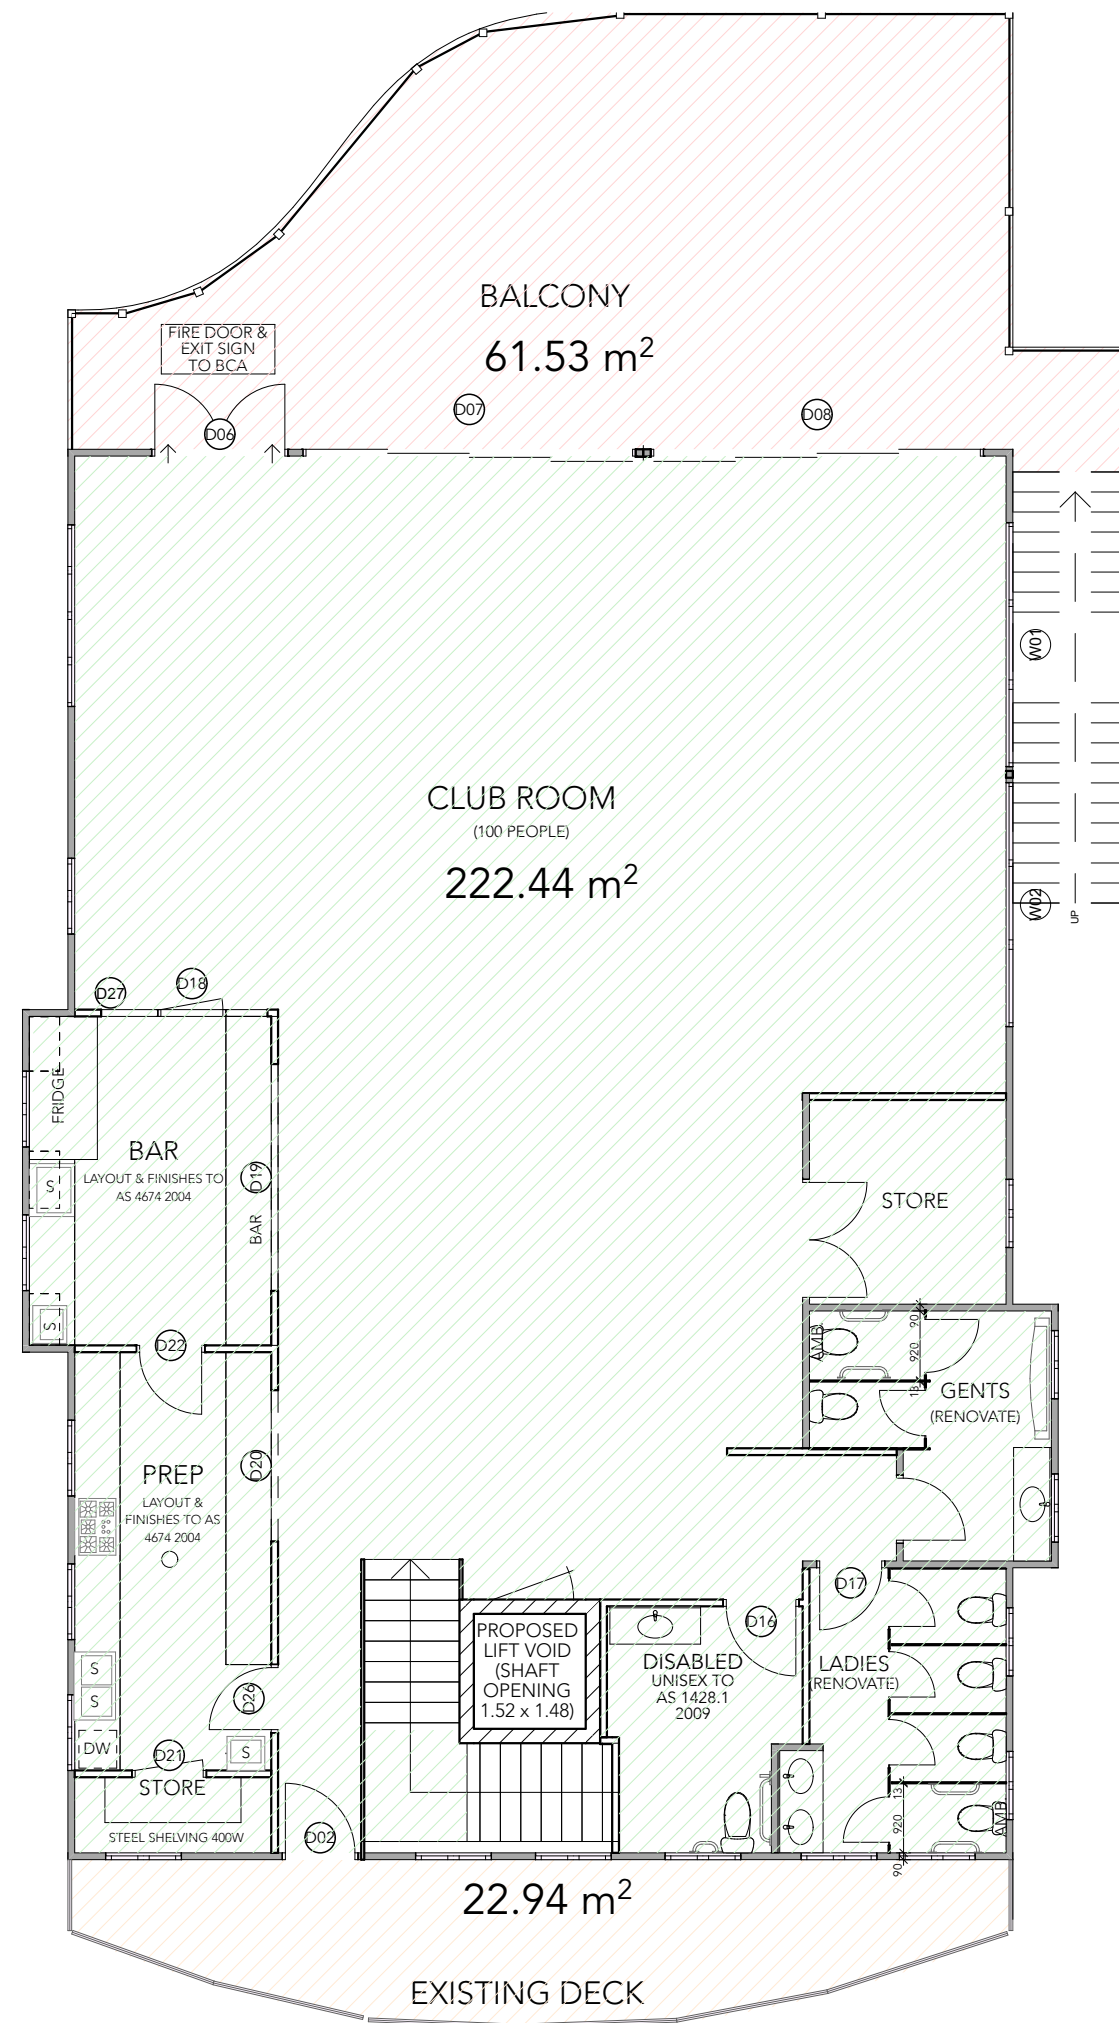 BALCONY
61.53 m²
FIRE DOOR &
EXIT SIGN
TO BCA
D06
D07
D08
W01
W02
UP
CLUB ROOM
(100 PEOPLE)
222.44 m²
D27
D18
FRIDGE
BAR
LAYOUT & FINISHES TO
AS 4674 2004
S
S
D19
BAR
D22
STORE
AMB
90
920
13
GENTS
(RENOVATE)
PREP
LAYOUT &
FINISHES TO AS
4674 2004
D20
S
S
DW
D26
S
D21
STORE
STEEL SHELVING 400W
D02
PROPOSED
LIFT VOID
(SHAFT
OPENING
1.52 x 1.48)
DISABLED
UNISEX TO
AS 1428.1
2009
D16
D17
LADIES
(RENOVATE)
13
920
90
AMB
22.94 m²
EXISTING DECK